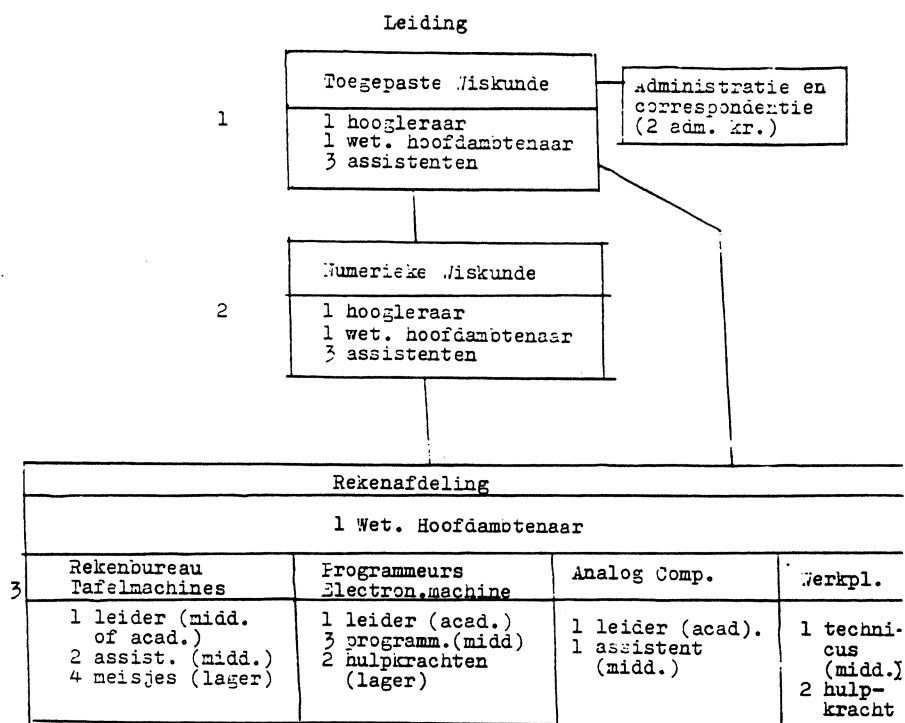 Leiding
Toegepaste Wiskunde
Administratie en
correspondentie
(2 adm. kr.)
1
1 hoogleraar
1 wet. hoofdambtenaar
3 assistenten
Numerieke Wiskunde
2
1 hoogleraar
1 wet. hoofdambtenaar
3 assistenten
Rekenafdeling
1 Wet. Hoofdambtenaar
3
Rekenbureau
Tafelmachines
1 leider (midd.
of acad.)
2 assist. (midd.)
4 meisjes (lager)
Programmeurs
Electron.machine
1 leider (acad.)
3 programm.(midd)
2 hulpkrachten
(lager)
Analog Comp.
1 leider (acad).
1 assistent
(midd.)
Werkpl.
1 techni-
cus
(midd.)
2 hulp-
kracht